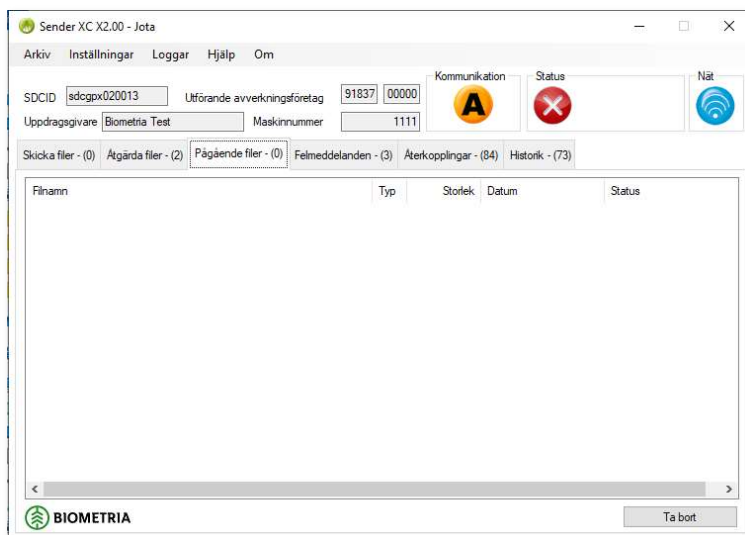 Sender XC X2.00 - Jota
Arkiv Inställningar Loggar Hjälp Om
Kommunikation Status Nät
SDCID sdcgpx020013 Utförande avverkningsföretag 91837 00000
A
Uppdragsgivare Biometria Test Maskinnummer 1111
Skicka filer - (0) Åtgärda filer - (2) Pågående filer - (0) Felmeddelanden - (3) Återkopplingar - (84) Historik - (73)
Filnamn Typ Storlek Datum Status
BIOMETRIA Ta bort